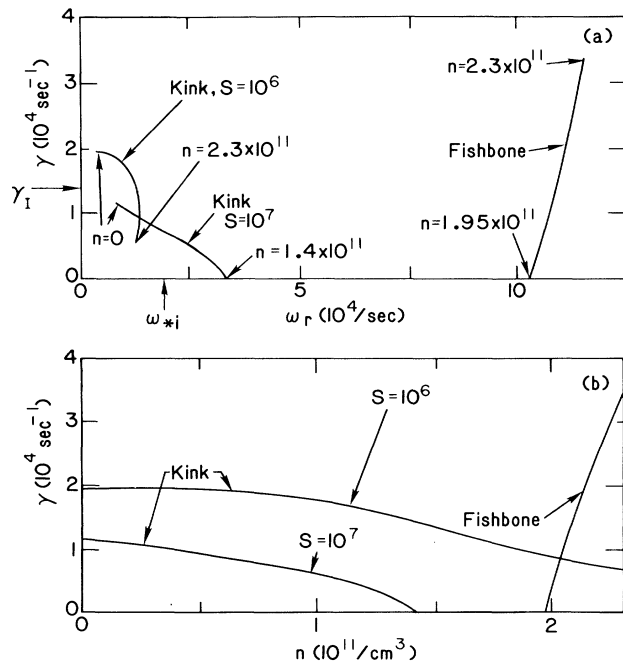 (a)
4
3
2
1
0
γ (10⁴ sec⁻¹)
γ_I
Kink, S=10⁶
n=2.3x10¹¹
n=0
Kink
S=10⁷
n=1.4x10¹¹
n=2.3x10¹¹
Fishbone
n=1.95x10¹¹
0
5
10
ω_*i
ω_r (10⁴/sec)
(b)
4
3
2
1
0
γ (10⁴ sec⁻¹)
S=10⁶
Kink
S=10⁷
Fishbone
0
1
2
n (10¹¹/cm³)